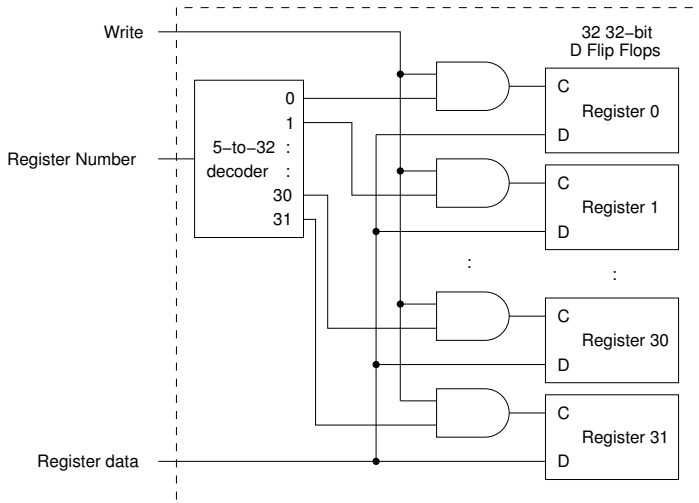 Write
32 32−bit
D Flip Flops
0
C
Register 0
1
D
Register Number
5−to−32 :
decoder :
C
Register 1
30
31
D
:
:
C
Register 30
D
C
Register 31
Register data
D